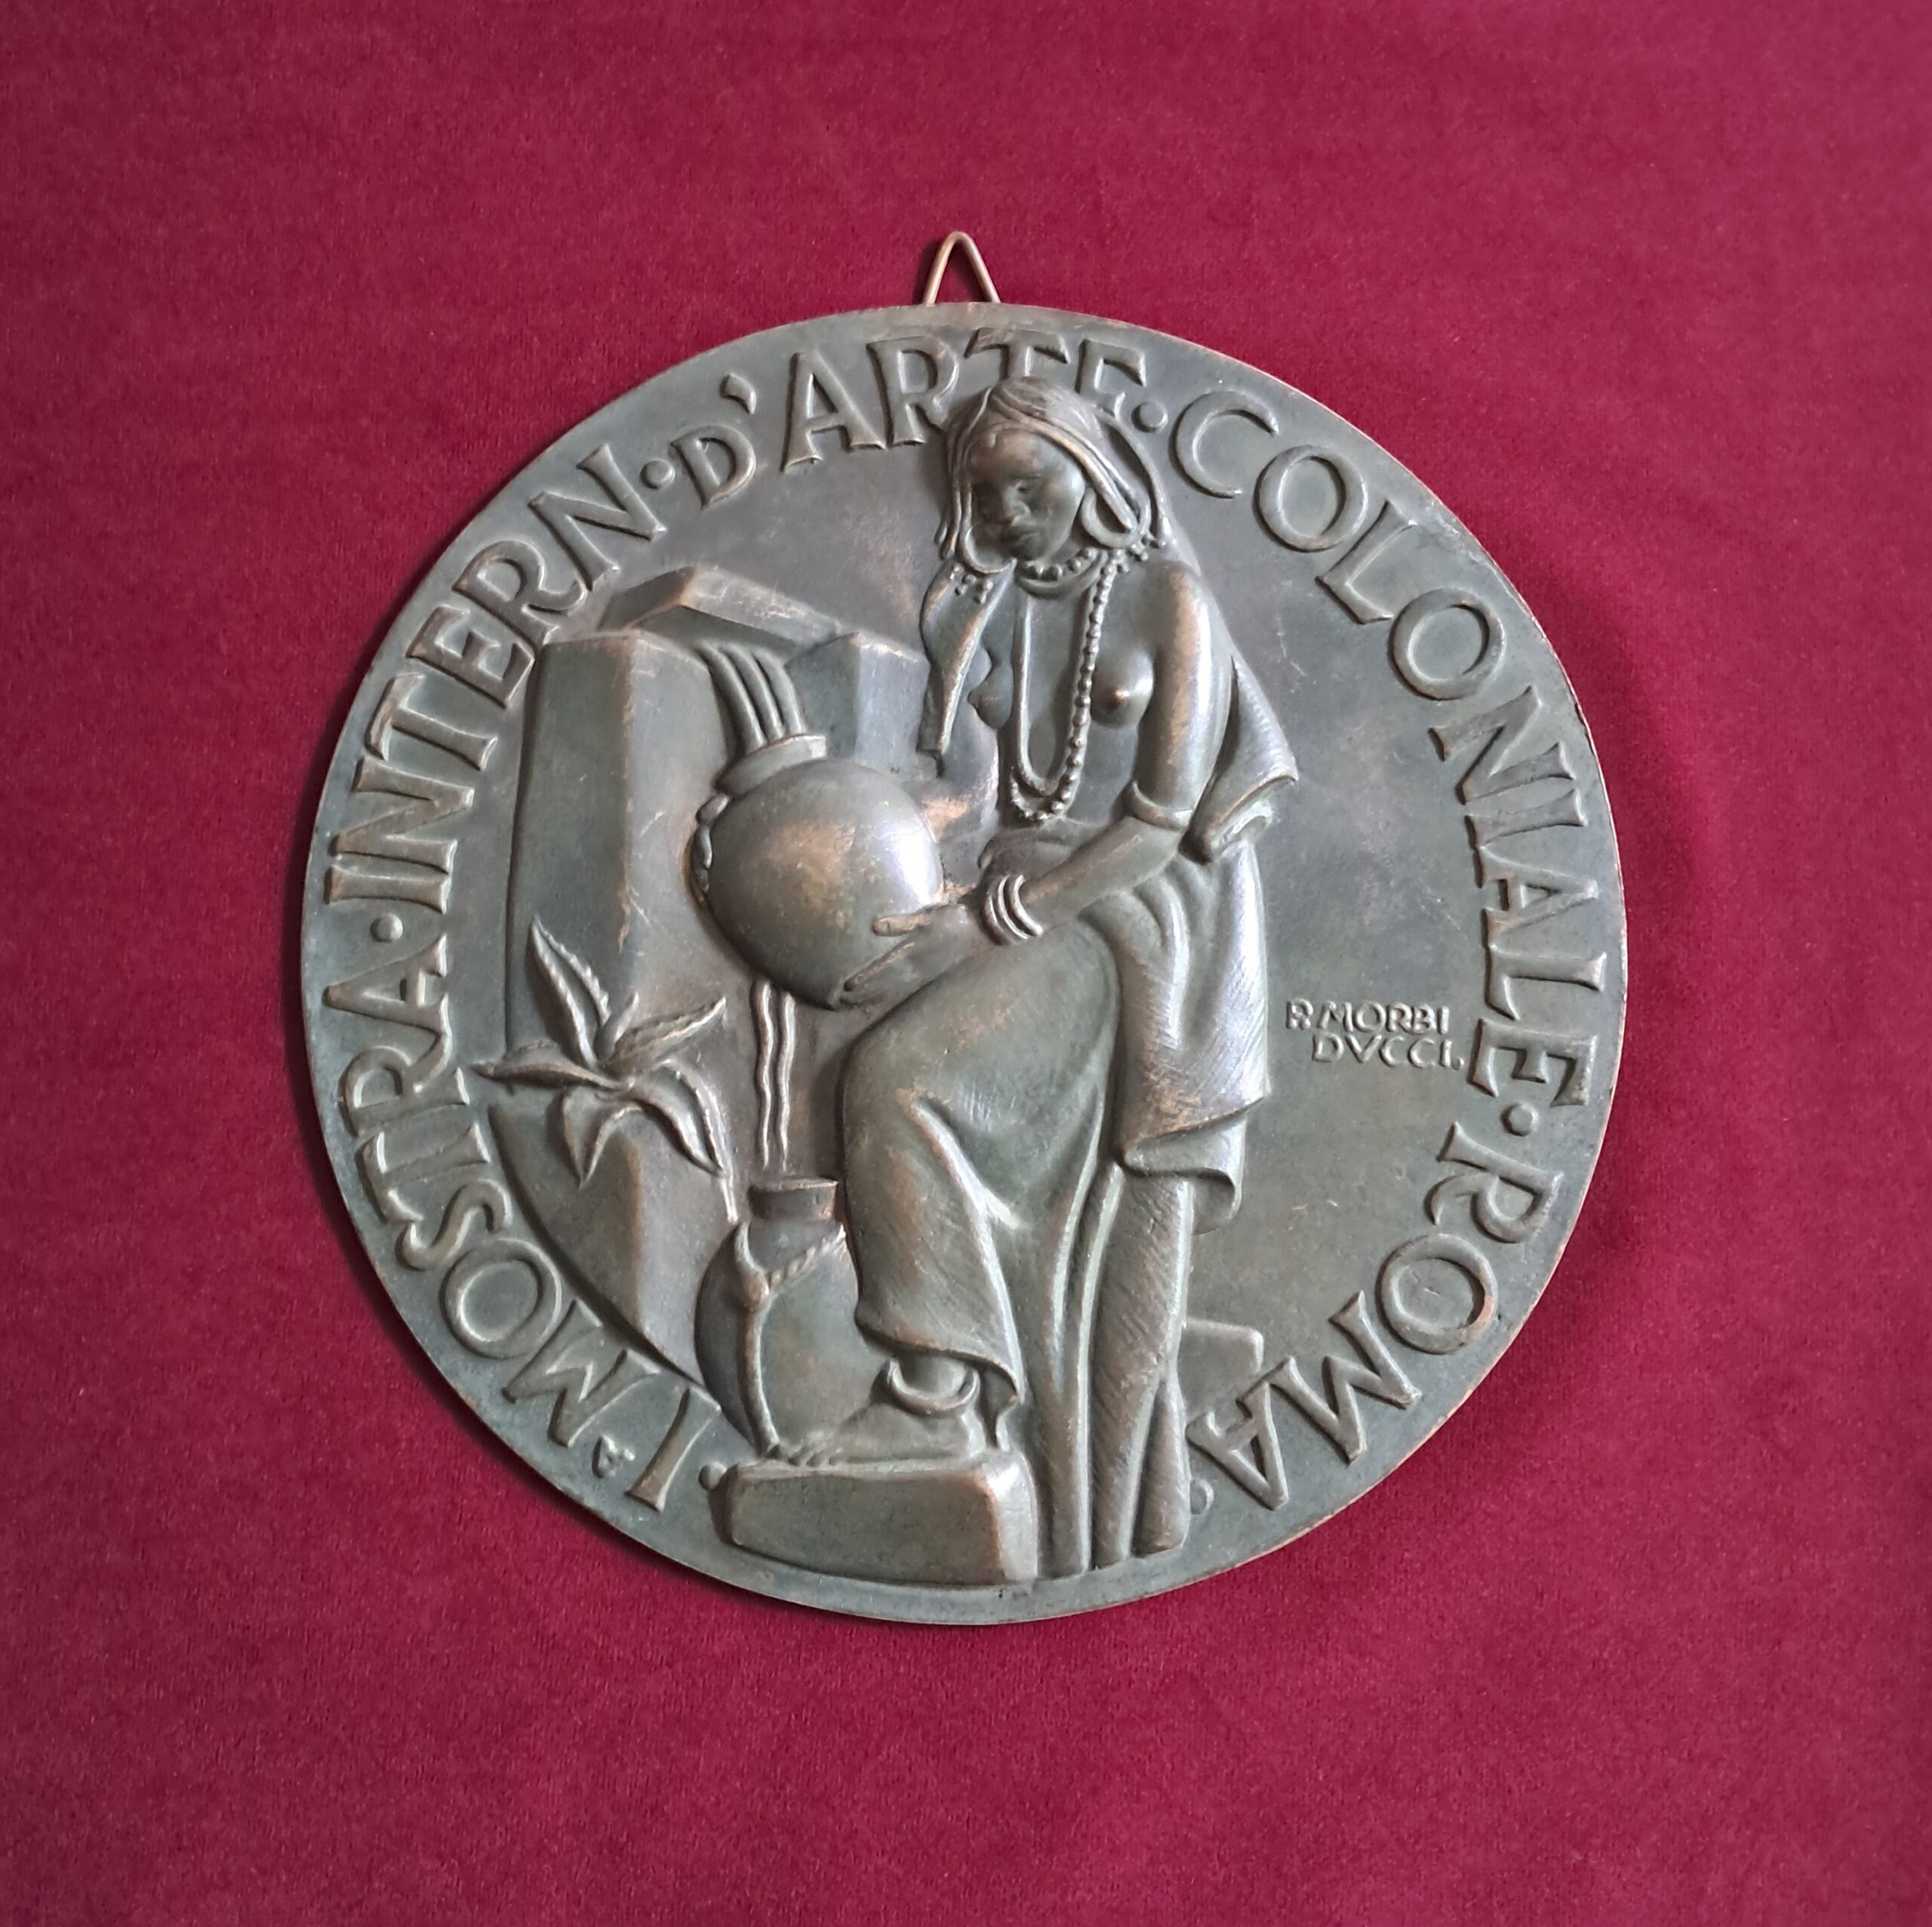 · I.ᴬ MOSTRA · INTERN · D'ARTE · COLONIALE · ROMA ·
P. MORBI
DVCCI.